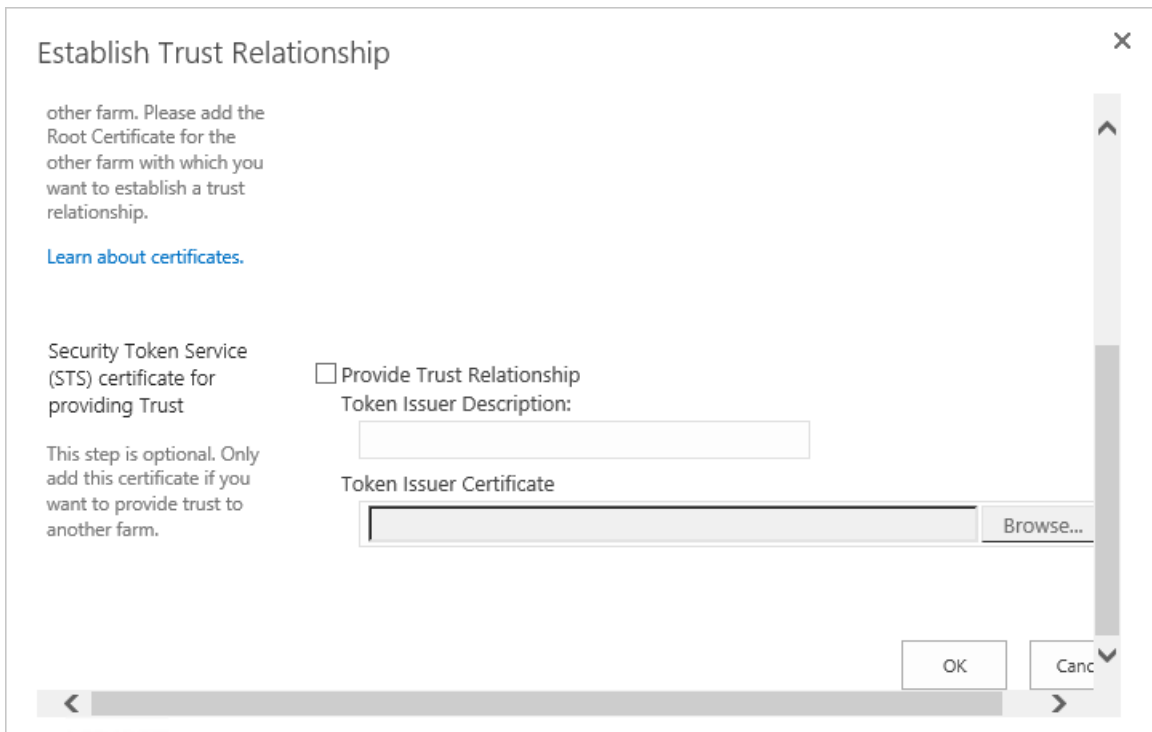 Establish Trust Relationship
other farm. Please add the
Root Certificate for the
other farm with which you
want to establish a trust
relationship.
Learn about certificates.
Security Token Service
(STS) certificate for
providing Trust
This step is optional. Only
add this certificate if you
want to provide trust to
another farm.
Provide Trust Relationship
Token Issuer Description:
Token Issuer Certificate
Browse...
OK
Canc